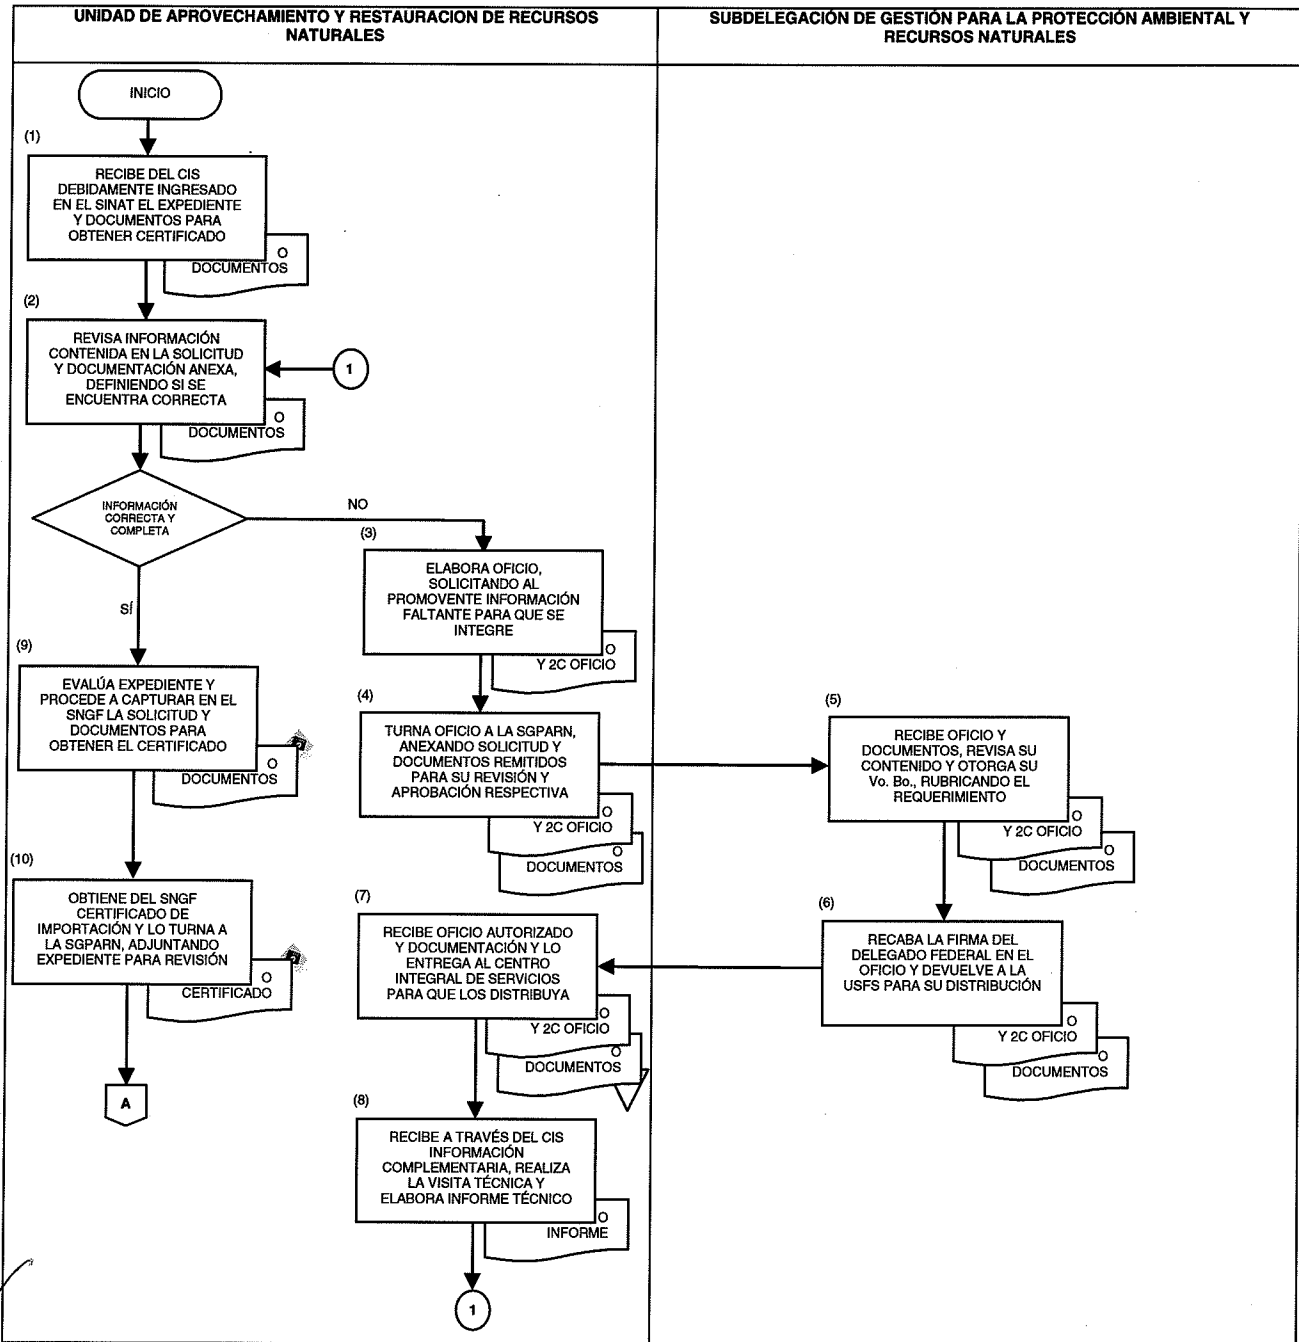 UNIDAD DE APROVECHAMIENTO Y RESTAURACION DE RECURSOS
NATURALES
SUBDELEGACIÓN DE GESTIÓN PARA LA PROTECCIÓN AMBIENTAL Y
RECURSOS NATURALES
INICIO
(1)
RECIBE DEL CIS
DEBIDAMENTE INGRESADO
EN EL SINAT EL EXPEDIENTE
Y DOCUMENTOS PARA
OBTENER CERTIFICADO
O
DOCUMENTOS
(2)
REVISA INFORMACIÓN
CONTENIDA EN LA SOLICITUD
Y DOCUMENTACIÓN ANEXA,
DEFINIENDO SI SE
ENCUENTRA CORRECTA
1
O
DOCUMENTOS
INFORMACIÓN
CORRECTA Y
COMPLETA
NO
SÍ
(3)
ELABORA OFICIO,
SOLICITANDO AL
PROMOVENTE INFORMACIÓN
FALTANTE PARA QUE SE
INTEGRE
O
Y 2C OFICIO
(9)
EVALÚA EXPEDIENTE Y
PROCEDE A CAPTURAR EN EL
SNGF LA SOLICITUD Y
DOCUMENTOS PARA
OBTENER EL CERTIFICADO
O
DOCUMENTOS
(4)
TURNA OFICIO A LA SGPARN,
ANEXANDO SOLICITUD Y
DOCUMENTOS REMITIDOS
PARA SU REVISIÓN Y
APROBACIÓN RESPECTIVA
O
Y 2C OFICIO
O
DOCUMENTOS
(5)
RECIBE OFICIO Y
DOCUMENTOS, REVISA SU
CONTENIDO Y OTORGA SU
Vo. Bo., RUBRICANDO EL
REQUERIMIENTO
O
Y 2C OFICIO
O
DOCUMENTOS
(10)
OBTIENE DEL SNGF
CERTIFICADO DE
IMPORTACIÓN Y LO TURNA A
LA SGPARN, ADJUNTANDO
EXPEDIENTE PARA REVISIÓN
O
CERTIFICADO
A
(7)
RECIBE OFICIO AUTORIZADO
Y DOCUMENTACIÓN Y LO
ENTREGA AL CENTRO
INTEGRAL DE SERVICIOS
PARA QUE LOS DISTRIBUYA
O
Y 2C OFICIO
O
DOCUMENTOS
(6)
RECABA LA FIRMA DEL
DELEGADO FEDERAL EN EL
OFICIO Y DEVUELVE A LA
USFS PARA SU DISTRIBUCIÓN
O
Y 2C OFICIO
O
DOCUMENTOS
(8)
RECIBE A TRAVÉS DEL CIS
INFORMACIÓN
COMPLEMENTARIA, REALIZA
LA VISITA TÉCNICA Y
ELABORA INFORME TÉCNICO
O
INFORME
1